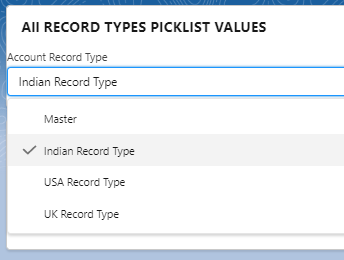 All RECORD TYPES PICKLIST VALUES
Account Record Type
Indian Record Type
Master
Indian Record Type
USA Record Type
UK Record Type